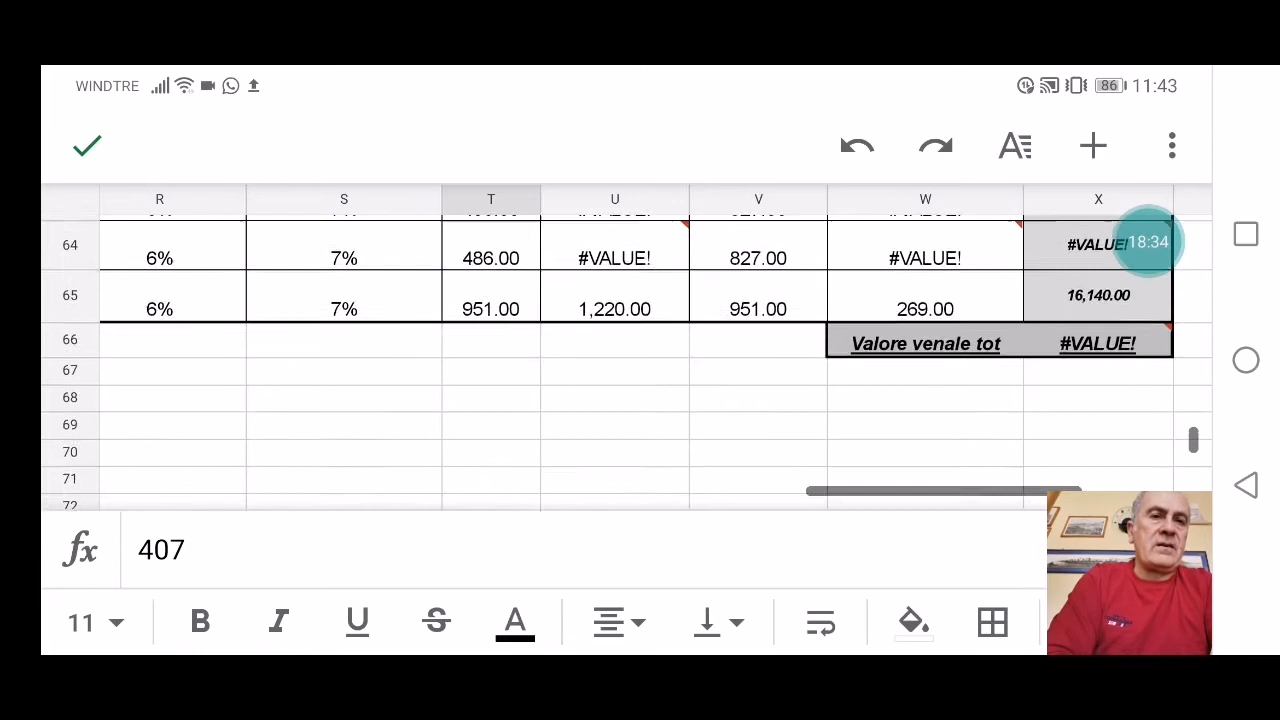 WINDTRE 86 11:43
R S T U V W X
64 6% 7% 486.00 #VALUE! 827.00 #VALUE! #VALUE!
18:34
65 6% 7% 951.00 1,220.00 951.00 269.00 16,140.00
66 Valore venale tot #VALUE!
67
68
69
70
71
72
fx 407
11 B I U S A